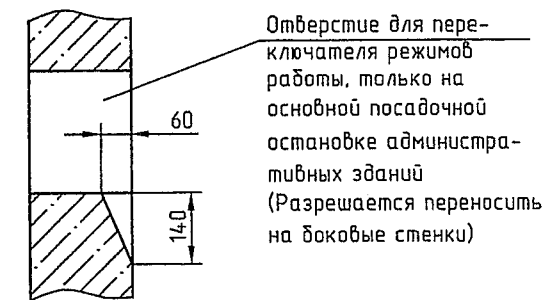 Отверстие для пере-
ключателя режимов
работы, только на
основной посадочной
остановке администра-
тивных зданий
(Разрешается переносить
на боковые стенки)
60
140